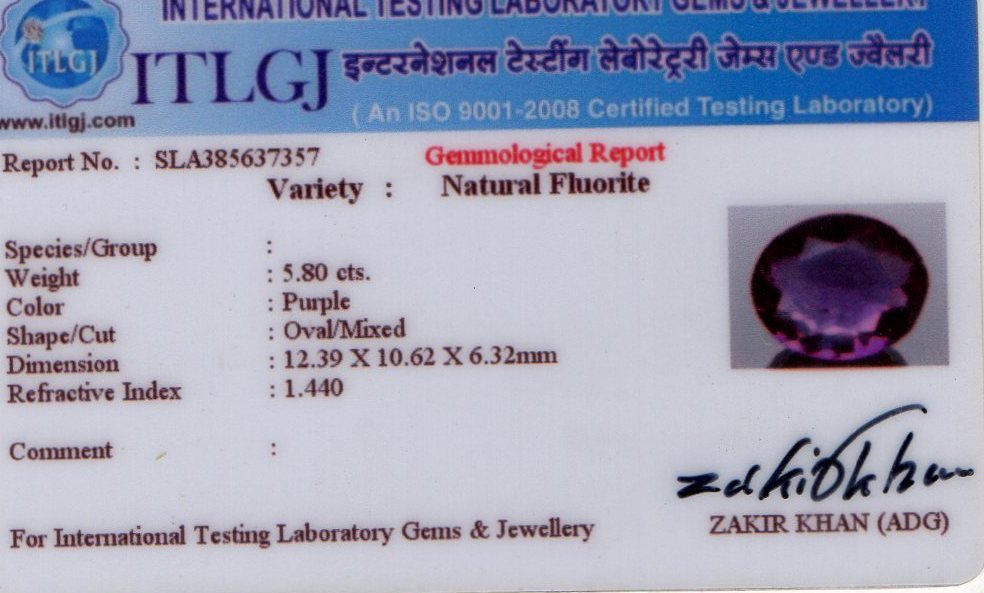 INTERNATIONAL TESTING LABORATORY GEMS & JEWELLERY
ITLGJ
ITLGJ
इन्टरनेशनल टेस्टींग लेबोरेट्री जेम्स एण्ड ज्वैलरी
(An ISO 9001-2008 Certified Testing Laboratory)
www.itlgj.com
Report No. : SLA385637357
Gemmological Report
Variety : Natural Fluorite
Species/Group :
Weight : 5.80 cts.
Color : Purple
Shape/Cut : Oval/Mixed
Dimension : 12.39 X 10.62 X 6.32mm
Refractive Index : 1.440
Comment :
zakirkhan
ZAKIR KHAN (ADG)
For International Testing Laboratory Gems & Jewellery